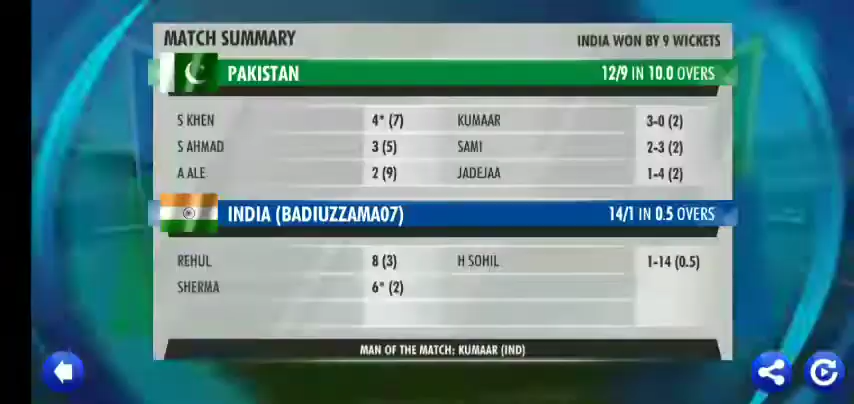 MATCH SUMMARY INDIA WON BY 9 WICKETS
PAKISTAN 12/9 IN 10.0 OVERS
S KHEN 4* (7) KUMAAR 3-0 (2)
S AHMAD 3 (5) SAMI 2-3 (2)
A ALE 2 (9) JADEJAA 1-4 (2)
INDIA (BADIUZZAMA07) 14/1 IN 0.5 OVERS
REHUL 8 (3) H SOHIL 1-14 (0.5)
SHERMA 6* (2)
MAN OF THE MATCH: KUMAAR (IND)